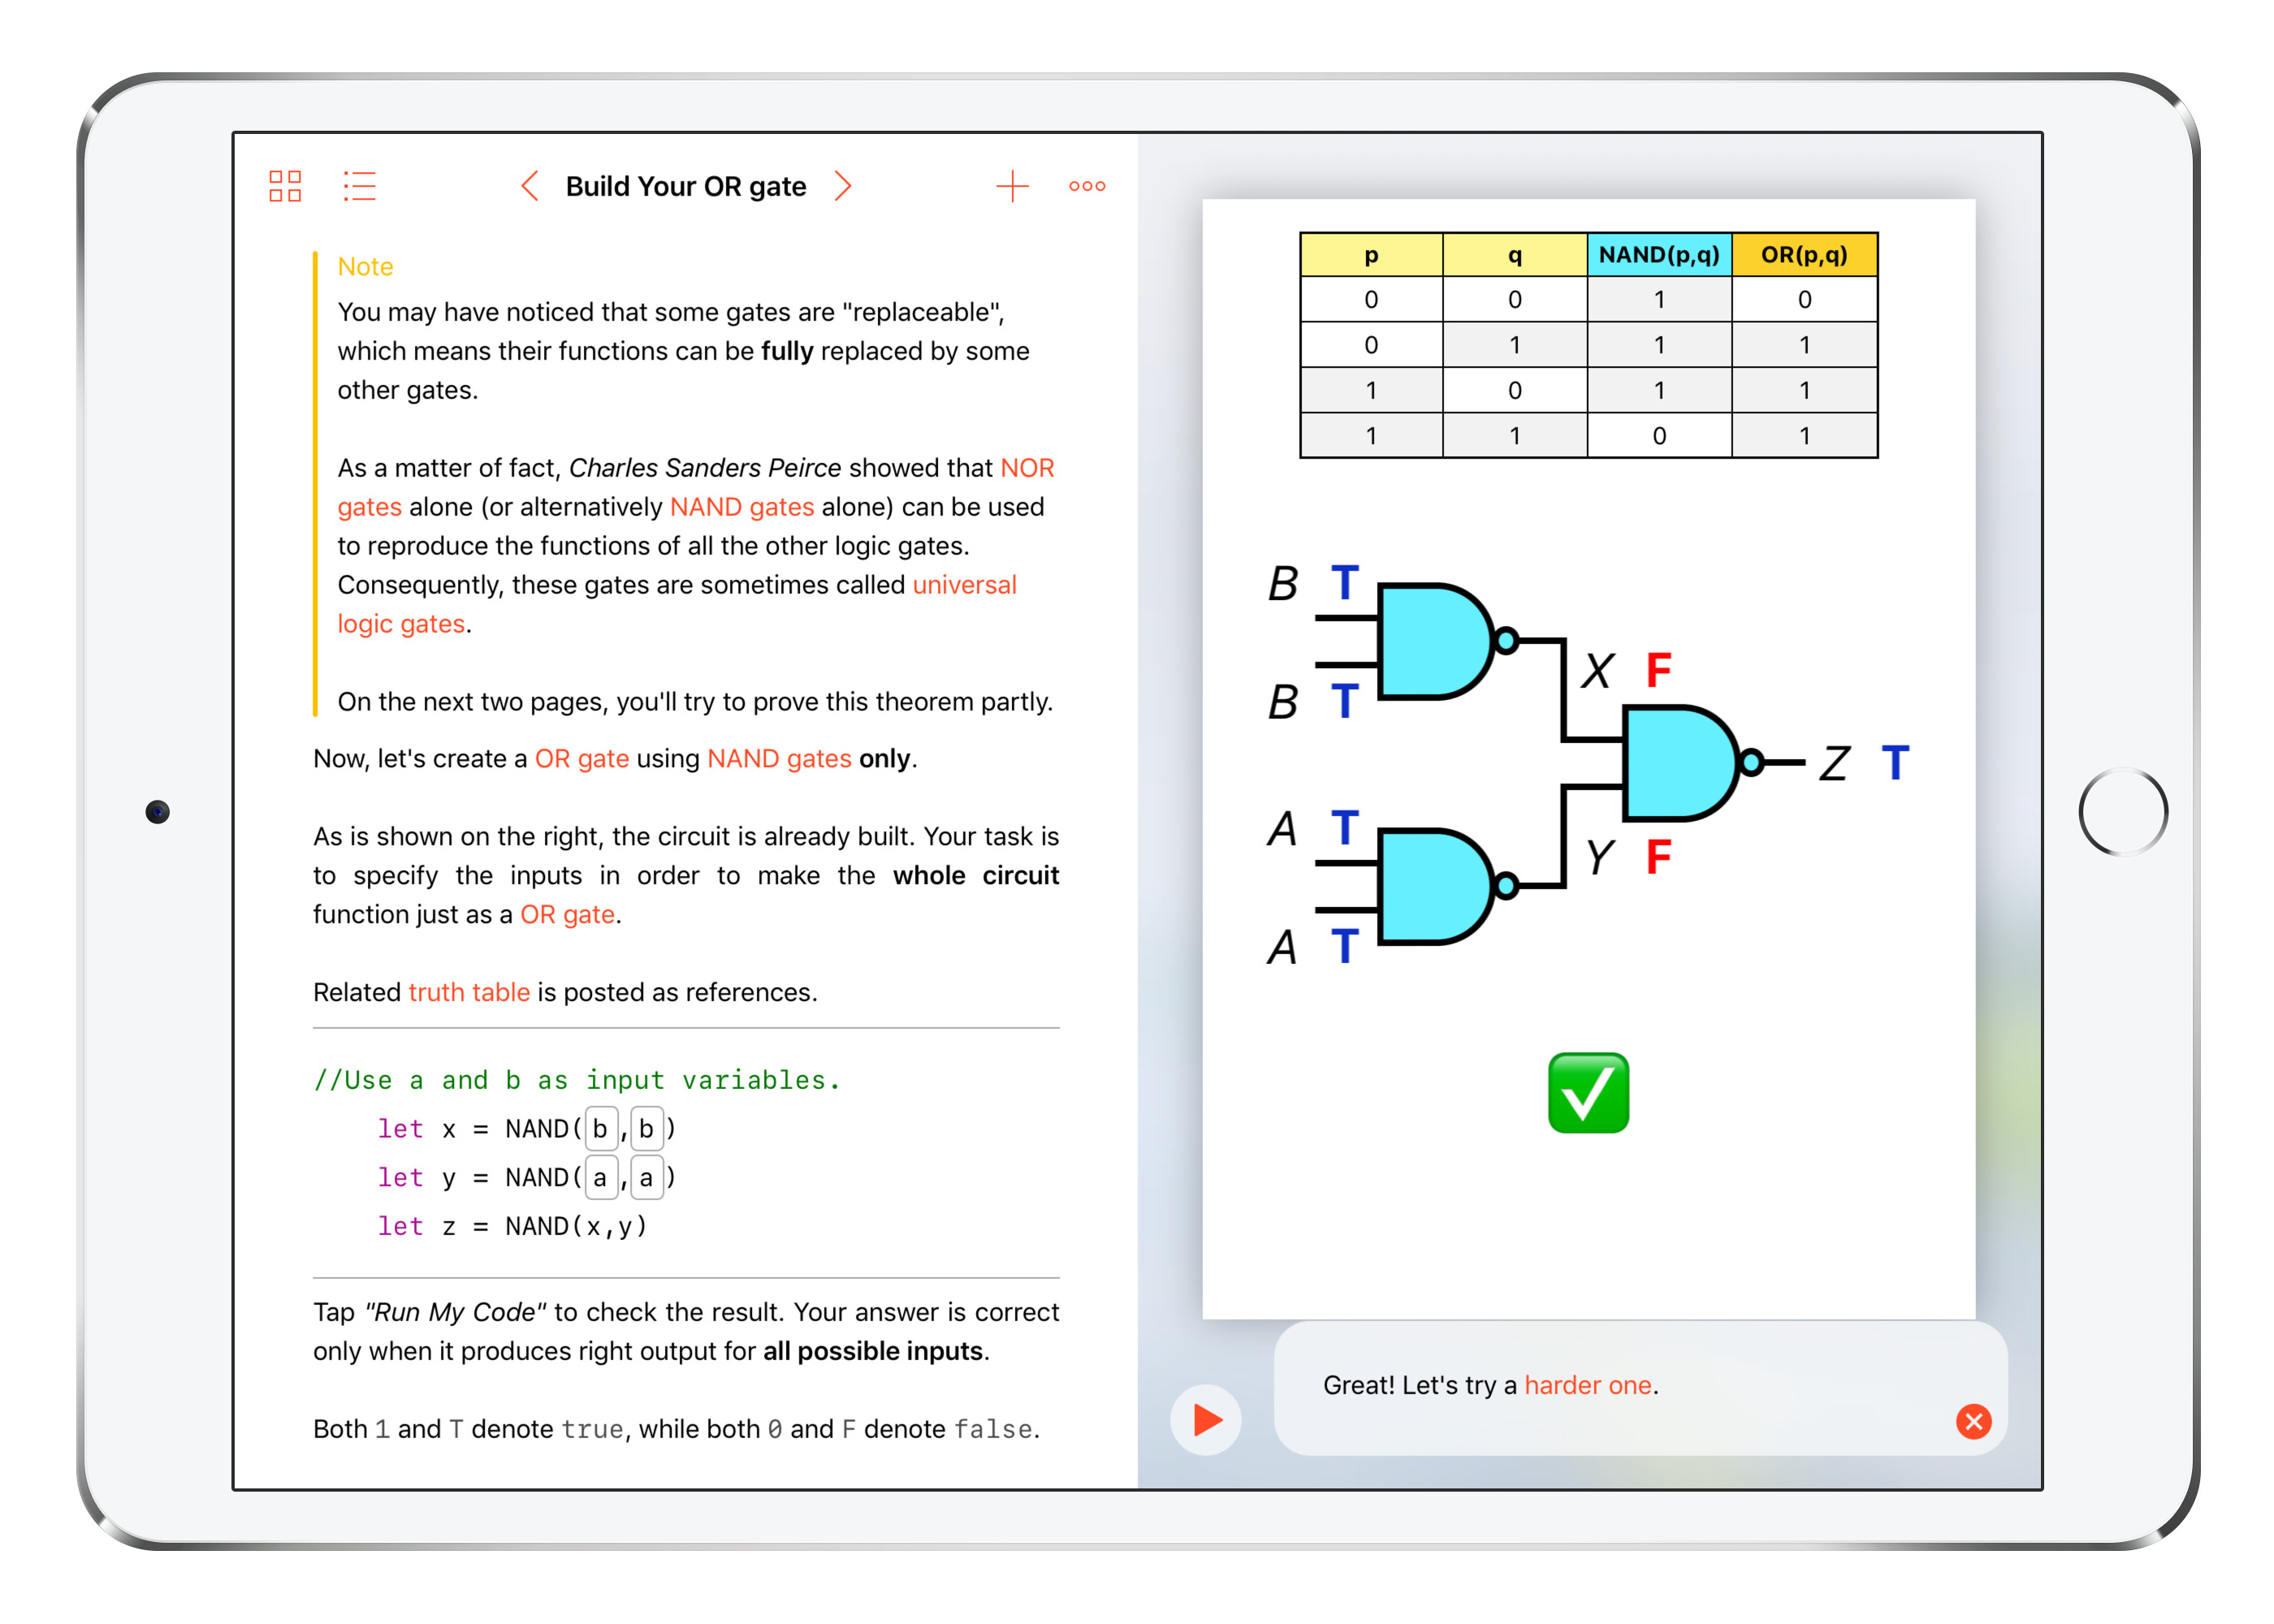 Build Your OR gate
Note
You may have noticed that some gates are "replaceable",
which means their functions can be fully replaced by some
other gates.
As a matter of fact, Charles Sanders Peirce showed that NOR
gates alone (or alternatively NAND gates alone) can be used
to reproduce the functions of all the other logic gates.
Consequently, these gates are sometimes called universal
logic gates.
On the next two pages, you'll try to prove this theorem partly.
Now, let's create a OR gate using NAND gates only.
As is shown on the right, the circuit is already built. Your task is
to specify the inputs in order to make the whole circuit
function just as a OR gate.
Related truth table is posted as references.
//Use a and b as input variables.
let x = NAND(b,b)
let y = NAND(a,a)
let z = NAND(x,y)
Tap "Run My Code" to check the result. Your answer is correct
only when it produces right output for all possible inputs.
Both 1 and T denote true, while both 0 and F denote false.
p q NAND(p,q) OR(p,q)
0 0 1 0
0 1 1 1
1 0 1 1
1 1 0 1
B T
X F
B T
Z T
A T
Y F
A T
Great! Let's try a harder one.